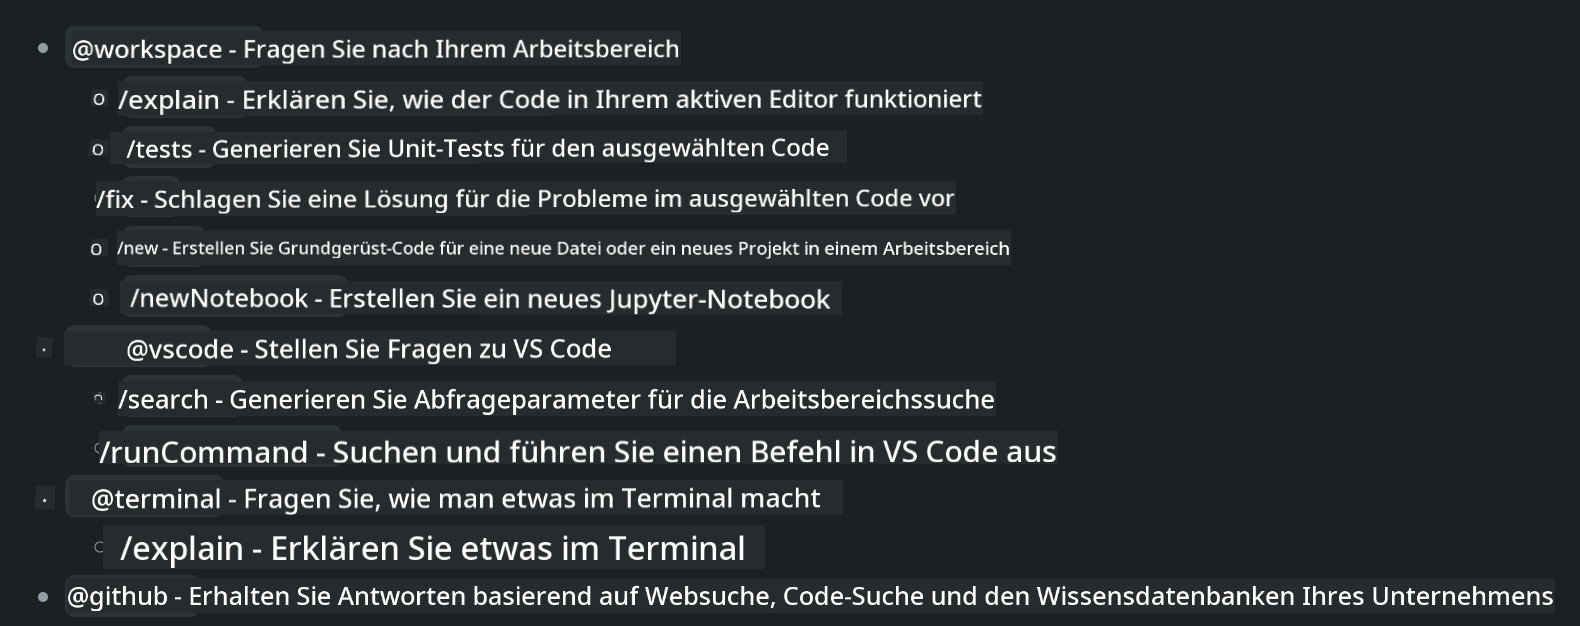 @workspace - Fragen Sie nach Ihrem Arbeitsbereich
/explain - Erklären Sie, wie der Code in Ihrem aktiven Editor funktioniert
/tests - Generieren Sie Unit-Tests für den ausgewählten Code
/fix - Schlagen Sie eine Lösung für die Probleme im ausgewählten Code vor
/new - Erstellen Sie Grundgerüst-Code für eine neue Datei oder ein neues Projekt in einem Arbeitsbereich
/newNotebook - Erstellen Sie ein neues Jupyter-Notebook
@vscode - Stellen Sie Fragen zu VS Code
/search - Generieren Sie Abfrageparameter für die Arbeitsbereichssuche
/runCommand - Suchen und führen Sie einen Befehl in VS Code aus
@terminal - Fragen Sie, wie man etwas im Terminal macht
/explain - Erklären Sie etwas im Terminal
@github - Erhalten Sie Antworten basierend auf Websuche, Code-Suche und den Wissensdatenbanken Ihres Unternehmens